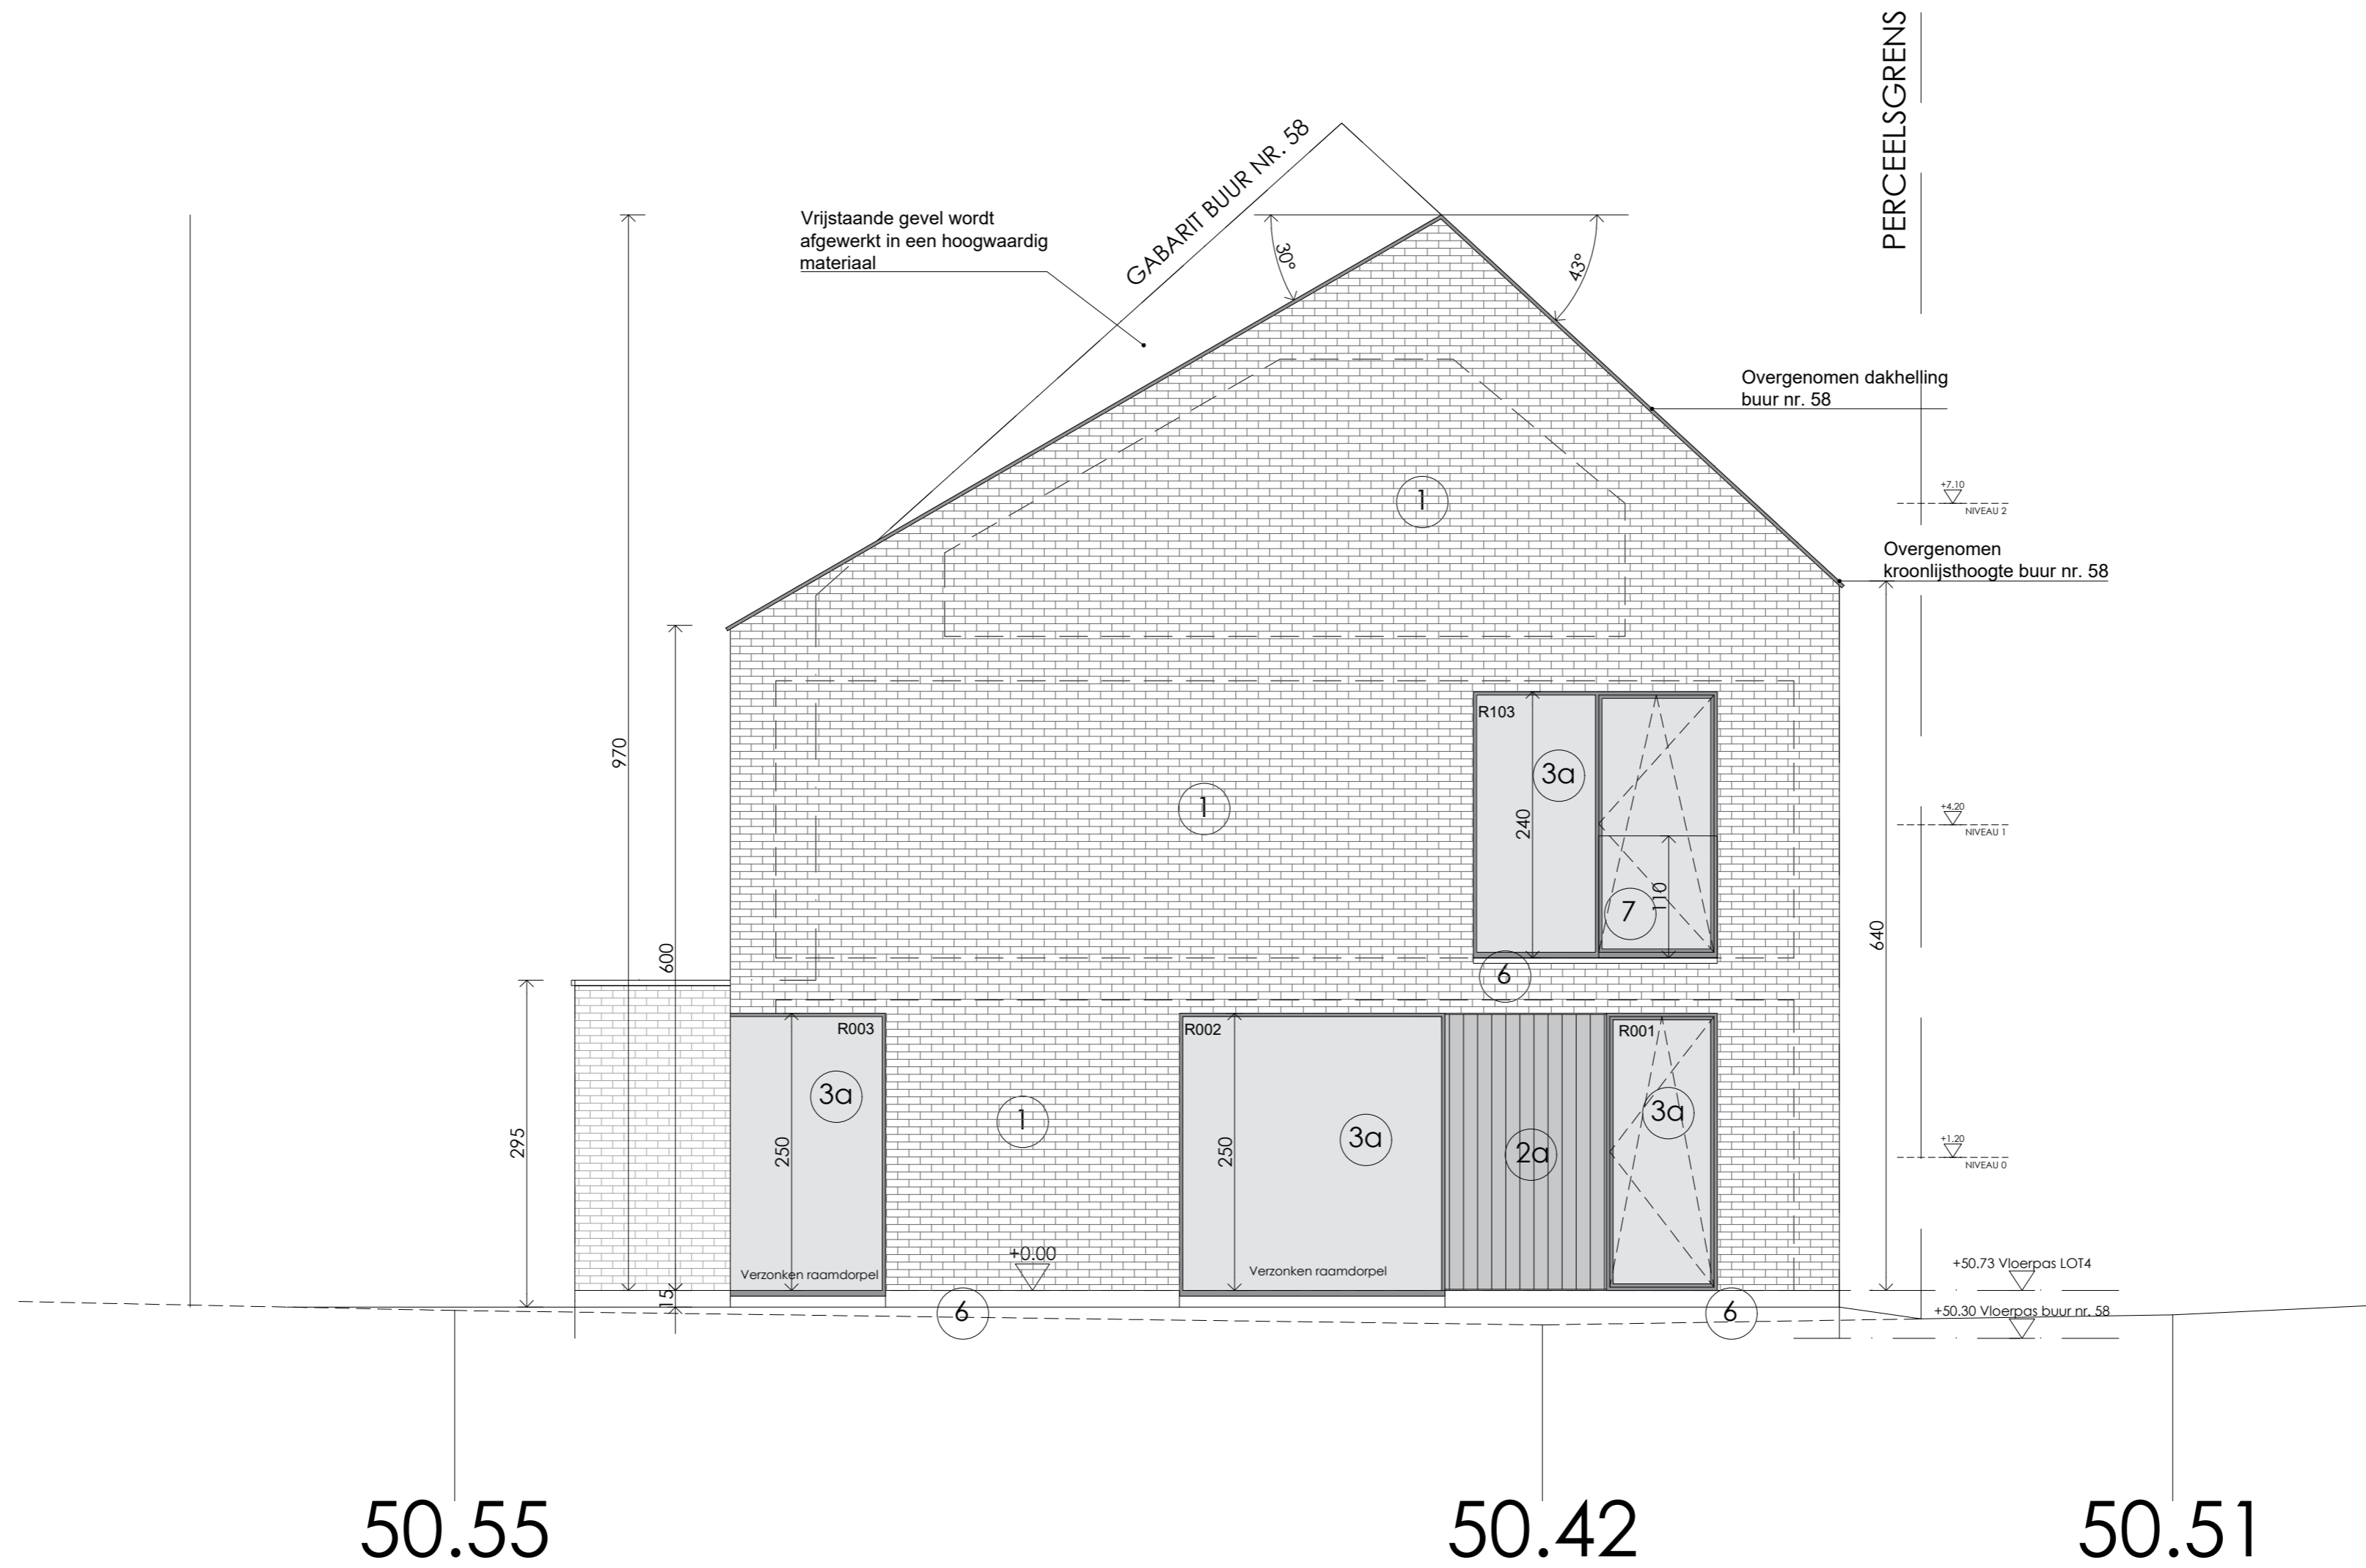 PERCEELSGRENS
GABARIT BUUR NR. 58
Vrijstaande gevel wordt
afgewerkt in een hoogwaardig
materiaal
30°
43°
Overgenomen dakhelling
buur nr. 58
+7.10
NIVEAU 2
1
Overgenomen
kroonlijsthoogte buur nr. 58
970
R103
3a
240
1
+4.20
NIVEAU 1
7
110
600
640
6
R003
R002
R001
3a
3a
3a
1
2a
295
250
250
+1.20
NIVEAU 0
+0.00
Verzonken raamdorpel
Verzonken raamdorpel
+50.73 Vloerpas LOT4
15
6
6
+50.30 Vloerpas buur nr. 58
50.55
50.42
50.51